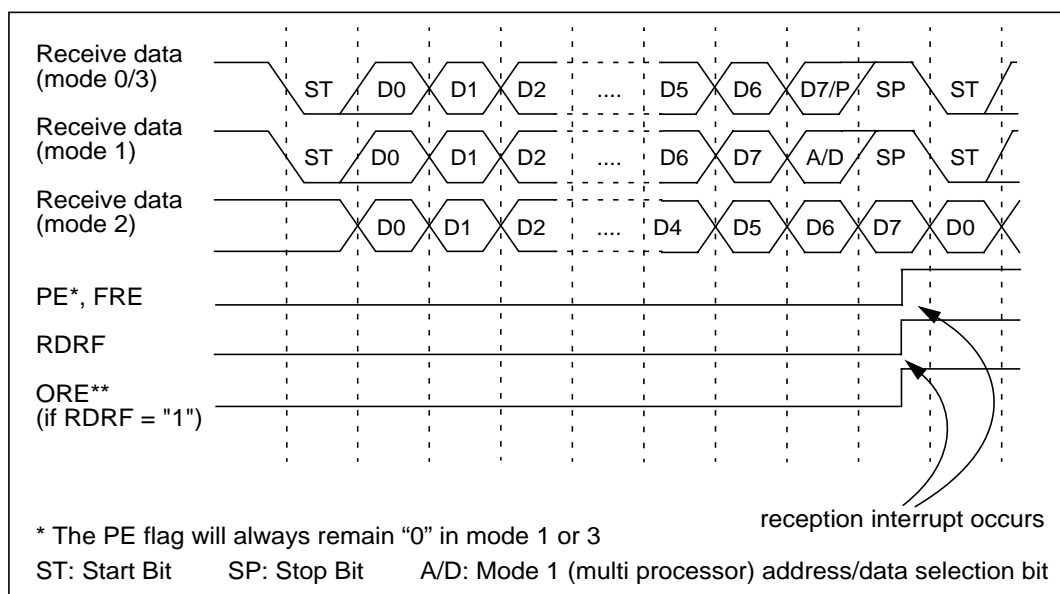 Receive data
(mode 0/3)
ST D0 D1 D2 .... D5 D6 D7/P SP ST
Receive data
(mode 1)
ST D0 D1 D2 .... D6 D7 A/D SP ST
Receive data
(mode 2)
D0 D1 D2 .... D4 D5 D6 D7 D0
PE*, FRE
RDRF
ORE**
(if RDRF = "1")
reception interrupt occurs
* The PE flag will always remain “0” in mode 1 or 3
ST: Start Bit SP: Stop Bit A/D: Mode 1 (multi processor) address/data selection bit